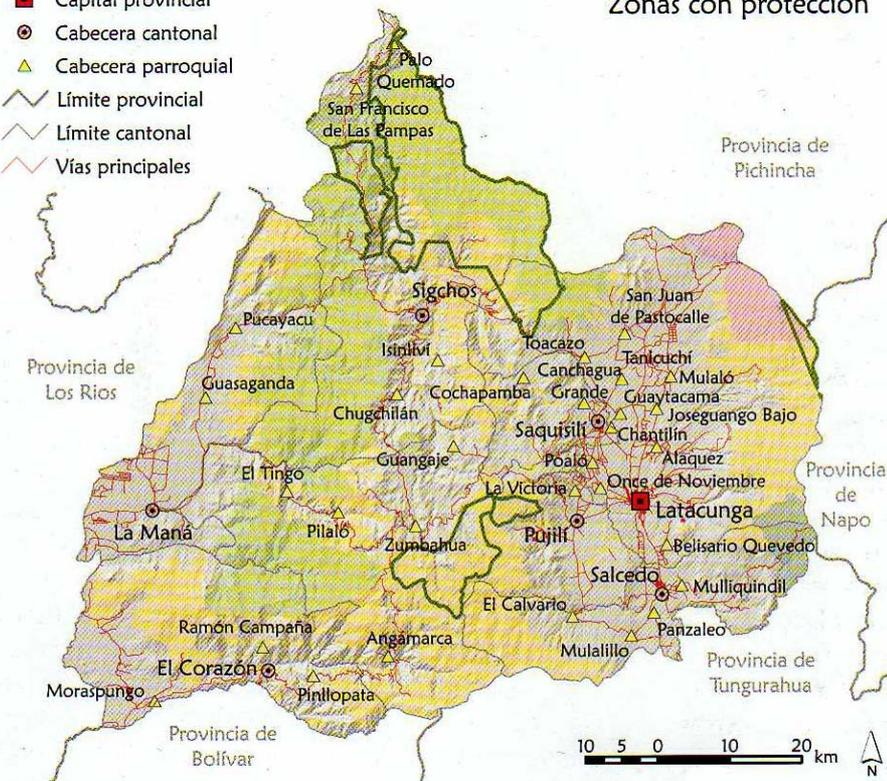 Capital provincial
Cabecera cantonal
Cabecera parroquial
Límite provincial
Límite cantonal
Vías principales
Zonas con protección
Palo
Quemado
San Francisco
de Las Pampas
Provincia de
Pichincha
Sigchos
San Juan
de Pastocalle
Pucayacu
Isinliví
Toacazo
Tanicuchí
Provincia de
Los Rios
Canchagua
Mulaló
Guasaganda
Cochapamba
Grande
Guaytacama
Chugchilán
Joseguango Bajo
Saquisilí
Chantilín
Guangaje
Poaló
Alaquez
El Tingo
La Victoria
Once de Noviembre
Provincia
de
Napo
La Maná
Pilaló
Zumbahua
Pujilí
Latacunga
Belisario Quevedo
Salcedo
Mulliquindil
El Calvario
Ramón Campaña
Angamarca
Panzaleo
El Corazón
Mulalillo
Moraspungo
Pinllopata
Provincia de
Tungurahua
Provincia de
Bolívar
10 5 0 10 20 km
N